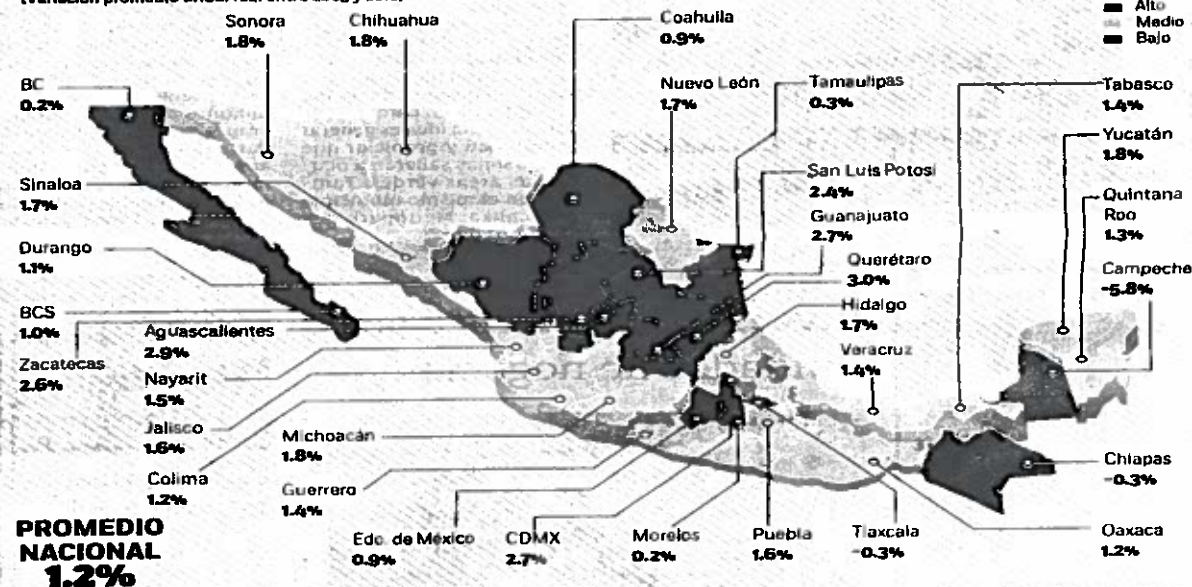 Sonora
1.8%
Chihuahua
1.8%
Coahuila
0.9%
Alto
Medio
Bajo
BC
0.2%
Nuevo León
1.7%
Tamaulipas
0.3%
Tabasco
1.4%
Yucatán
1.8%
Sinaloa
1.7%
San Luis Potosí
2.4%
Quintana
Roo
1.3%
Guanajuato
2.7%
Durango
1.1%
Querétaro
3.0%
Campeche
-5.8%
Hidalgo
1.7%
BCS
1.0%
Aguascalientes
2.9%
Veracruz
1.4%
Zacatecas
2.6%
Nayarit
1.5%
Jalisco
1.6%
Michoacán
1.8%
Colima
1.2%
Guerrero
1.4%
Chiapas
-0.3%
PROMEDIO
NACIONAL
1.2%
Edo. de México
0.9%
CDMX
2.7%
Morelos
0.2%
Puebla
1.6%
Tlaxcala
-0.3%
Oaxaca
1.2%